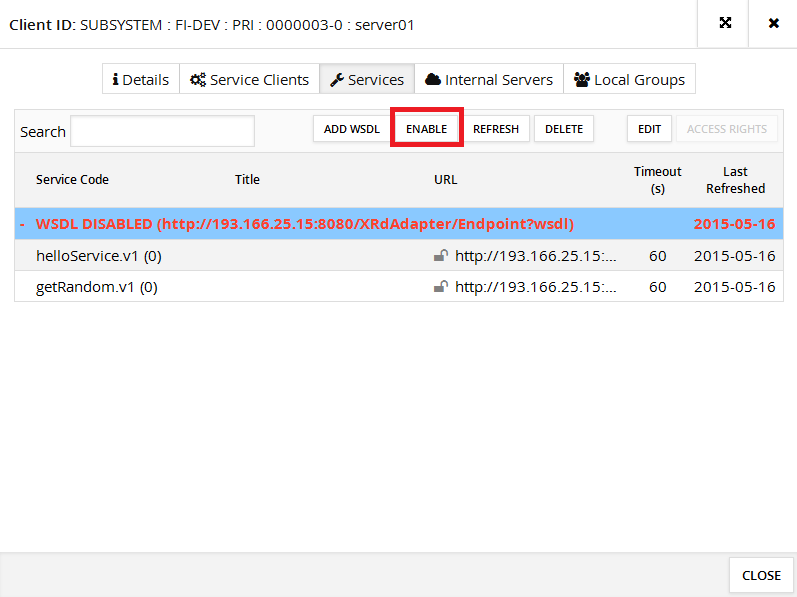 Client ID: SUBSYSTEM : FI-DEV : PRI : 0000003-0 : server01
Details Service Clients Services Internal Servers Local Groups
Search ADD WSDL ENABLE REFRESH DELETE EDIT ACCESS RIGHTS
Service Code Title URL Timeout (s) Last Refreshed
- WSDL DISABLED (http://193.166.25.15:8080/XRdAdapter/Endpoint?wsdl) 2015-05-16
helloService.v1 (0) http://193.166.25.15:... 60 2015-05-16
getRandom.v1 (0) http://193.166.25.15:... 60 2015-05-16
CLOSE